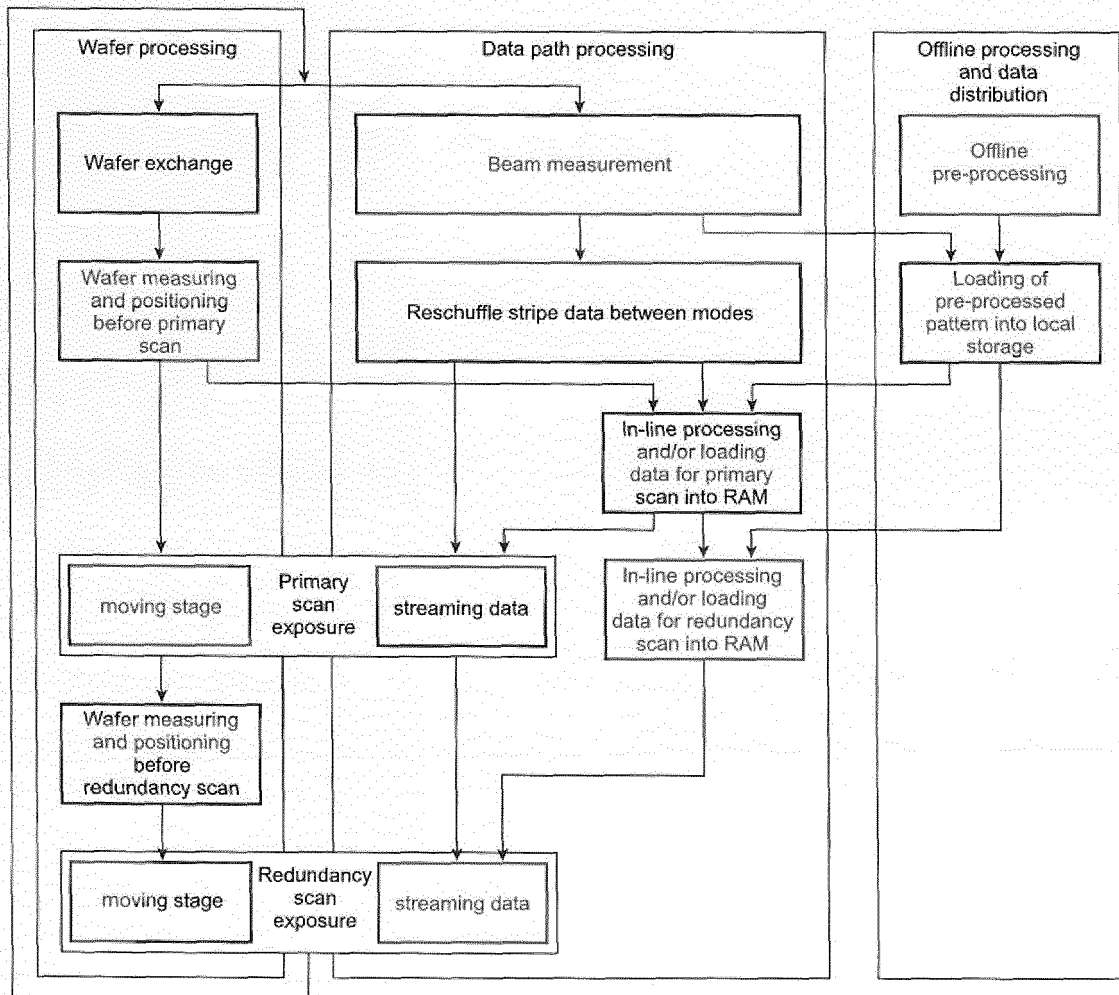 Wafer processing
Data path processing
Offline processing
and data
distribution
Wafer exchange
Beam measurement
Offline
pre-processing
Wafer measuring
and positioning
before primary
scan
Reschuffle stripe data between modes
Loading of
pre-processed
pattern into local
storage
In-line processing
and/or loading
data for primary
scan into RAM
moving stage
Primary
scan
exposure
streaming data
In-line processing
and/or loading
data for redundancy
scan into RAM
Wafer measuring
and positioning
before
redundancy scan
moving stage
Redundancy
scan
exposure
streaming data